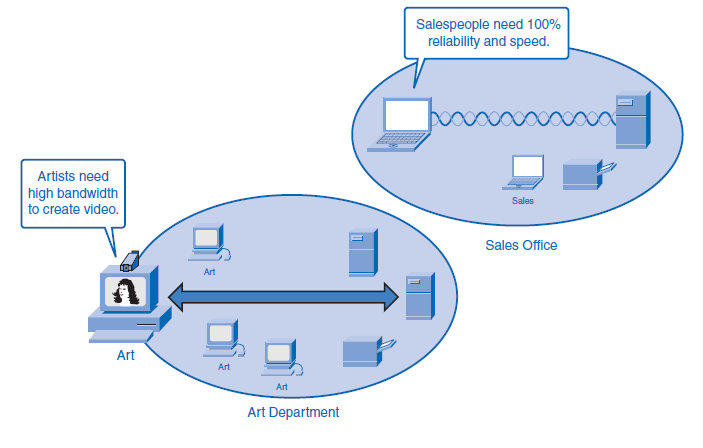 Salespeople need 100%
reliability and speed.
Sales
Sales Office
Artists need
high bandwidth
to create video.
Art
Art
Art
Art
Art Department